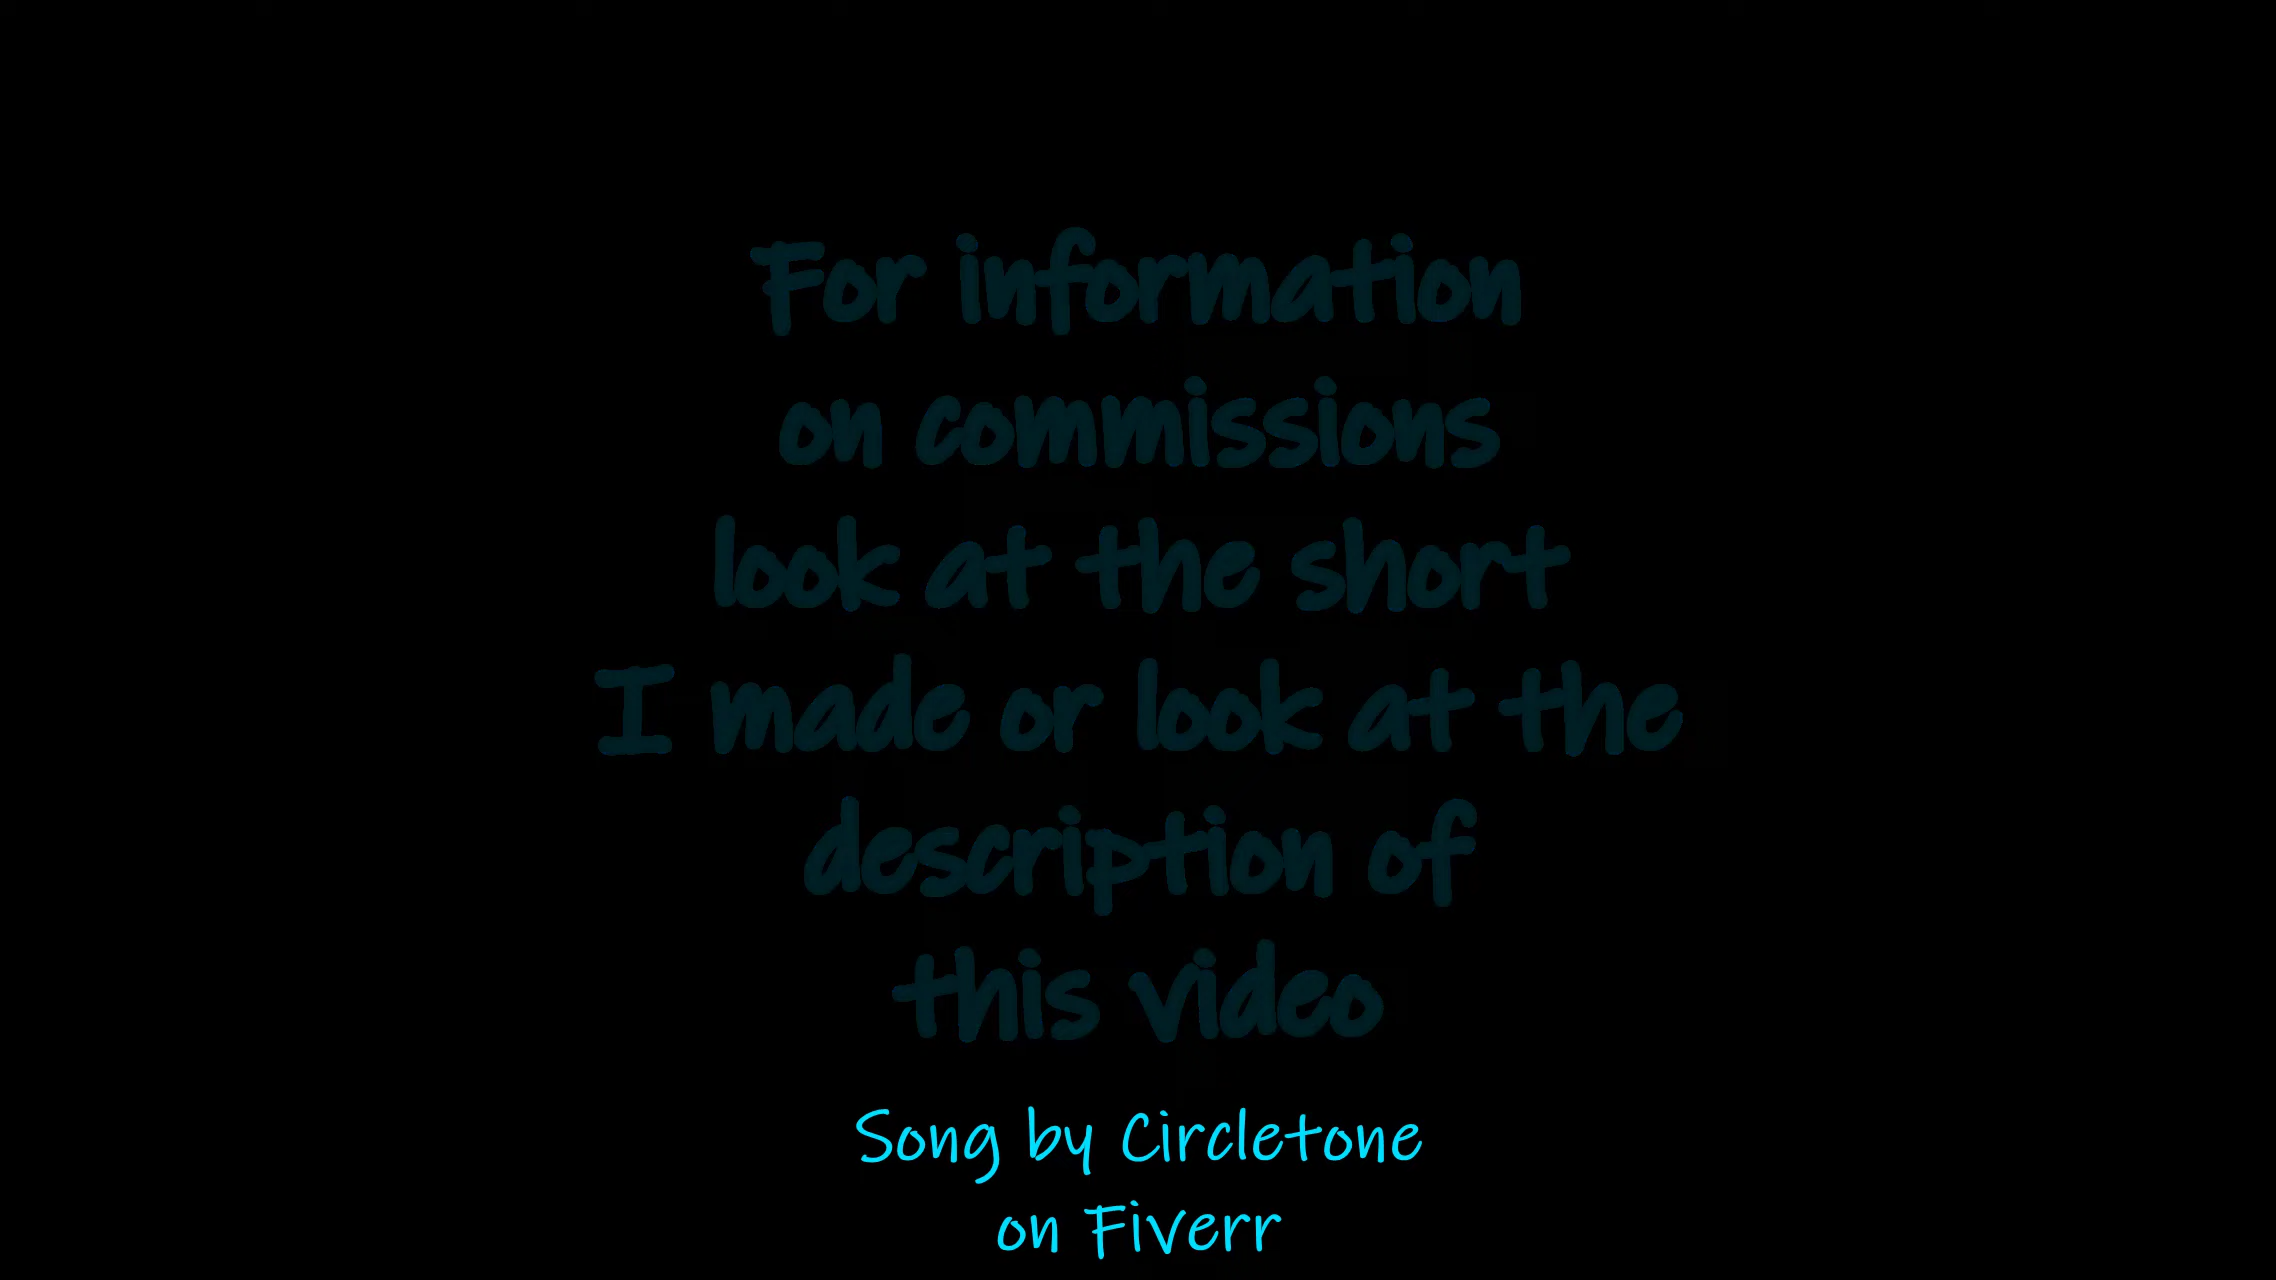 For information
on commissions
look at the short
I made or look at the
description of
this video
Song by Circletone
on Fiverr